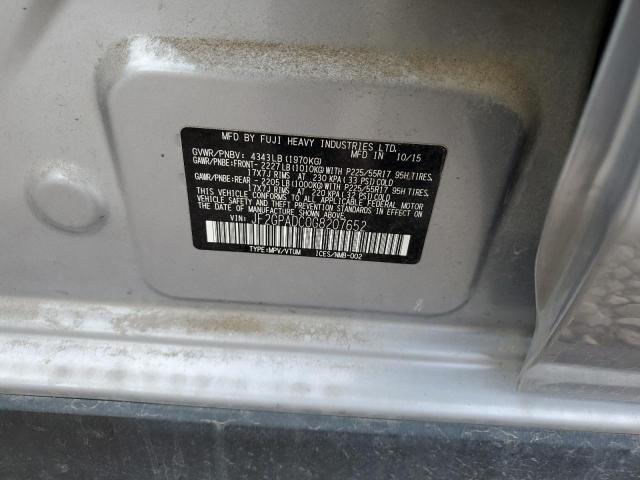 MFD BY FUJI HEAVY INDUSTRIES LTD.
GVWR/PNBV: 4343LB(1970KG) MFD IN 10/15
GAWR/PNBE:FRONT- 2227LB(1010KG)WITH P225/55R17 95H TIRES,
17X7J RIMS AT 230 KPA(33 PSI)COLD
GAWR/PNBE:REAR - 2205LB(1000KG)WITH P225/55R17 95H TIRES,
17X7J RIMS AT 220 KPA(32 PSI)COLD
THIS VEHICLE CONFORMS TO ALL APPLICABLE FEDERAL MOTOR
VEHICLE SAFETY STANDARDS IN EFFECT ON THE DATE OF
MANUFACTURE SHOWN ABOVE.
VIN: JF2GPADC0G8207652
TYPE:MPV/VTUM ICES/NMB-002